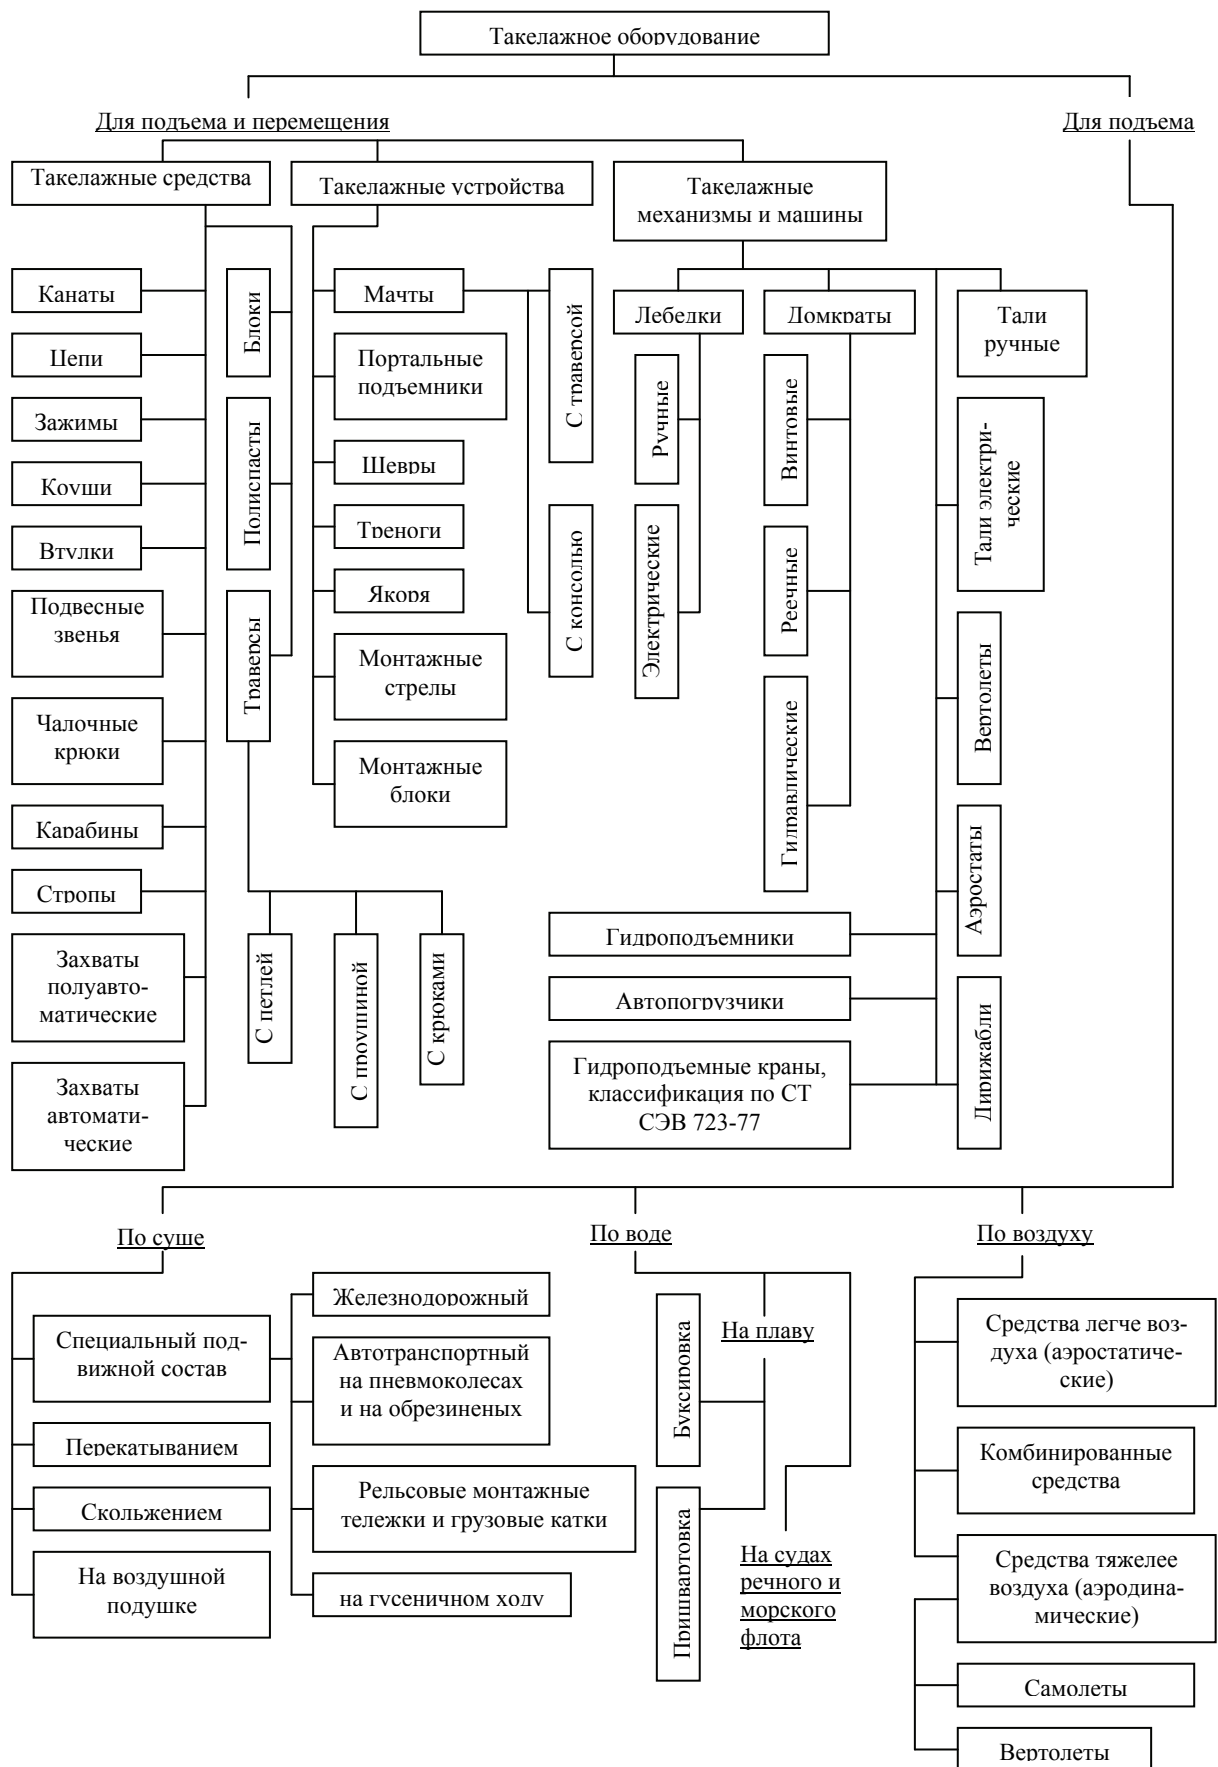 Такелажное оборудование
Для подъема и перемещения
Для подъема
Такелажные средства
Такелажные устройства
Такелажные
механизмы и машины
Канаты
Цепи
Зажимы
Коуши
Втулки
Подвесные
звенья
Чалочные
крюки
Карабины
Стропы
Захваты
полуавто-
матические
Захваты
автомати-
ческие
Блоки
Полиспасты
Траверсы
С петлей
С проушиной
С крюками
Мачты
Портальные
подъемники
Шевры
Треноги
Якоря
Монтажные
стрелы
Монтажные
блоки
С траверсой
С консолью
Лебедки
Ручные
Электрические
Домкраты
Винтовые
Реечные
Гидравлические
Тали
ручные
Тали электри-
ческие
Вертолеты
Аэростаты
Дирижабли
Гидроподъемники
Автопогрузчики
Гидроподъемные краны,
классификация по СТ
СЭВ 723-77
По суше
По воде
По воздуху
Специальный под-
вижной состав
Перекатыванием
Скольжением
На воздушной
подушке
Железнодорожный
Автотранспортный
на пневмоколесах
и на обрезиненых
Рельсовые монтажные
тележки и грузовые катки
на гусеничном ходу
Буксировка
Пришвартовка
На плаву
На судах
речного и
морского
флота
Средства легче воз-
духа (аэростатиче-
ские)
Комбинированные
средства
Средства тяжелее
воздуха (аэродина-
мические)
Самолеты
Вертолеты